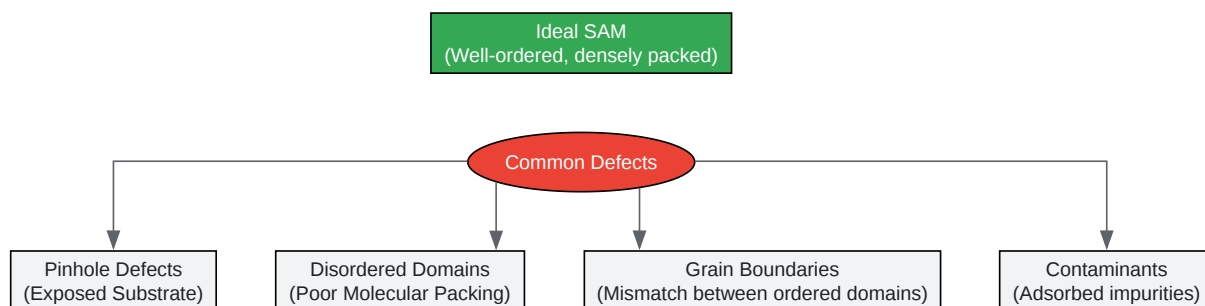 Ideal SAM
(Well-ordered, densely packed)
Common Defects
Pinhole Defects
(Exposed Substrate)
Disordered Domains
(Poor Molecular Packing)
Grain Boundaries
(Mismatch between ordered domains)
Contaminants
(Adsorbed impurities)